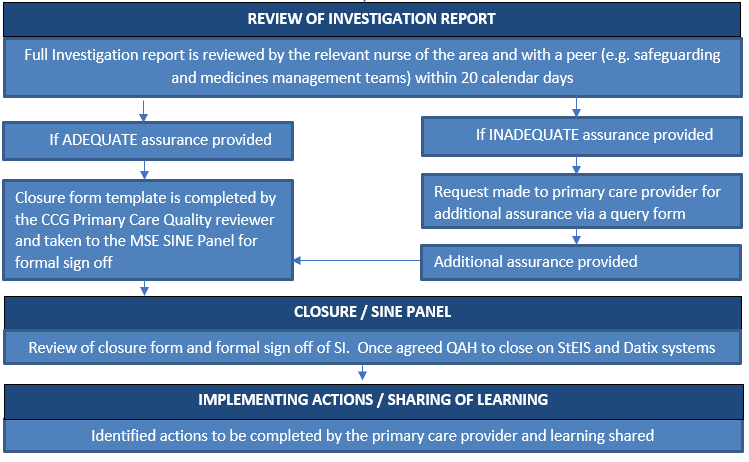 REVIEW OF INVESTIGATION REPORT
Full Investigation report is reviewed by the relevant nurse of the area and with a peer (e.g. safeguarding
and medicines management teams) within 20 calendar days
If ADEQUATE assurance provided
If INADEQUATE assurance provided
Closure form template is completed by
the CCG Primary Care Quality reviewer
and taken to the MSE SINE Panel for
formal sign off
Request made to primary care provider for
additional assurance via a query form
Additional assurance provided
CLOSURE / SINE PANEL
Review of closure form and formal sign off of SI.  Once agreed QAH to close on StEIS and Datix systems
IMPLEMENTING ACTIONS / SHARING OF LEARNING
Identified actions to be completed by the primary care provider and learning shared